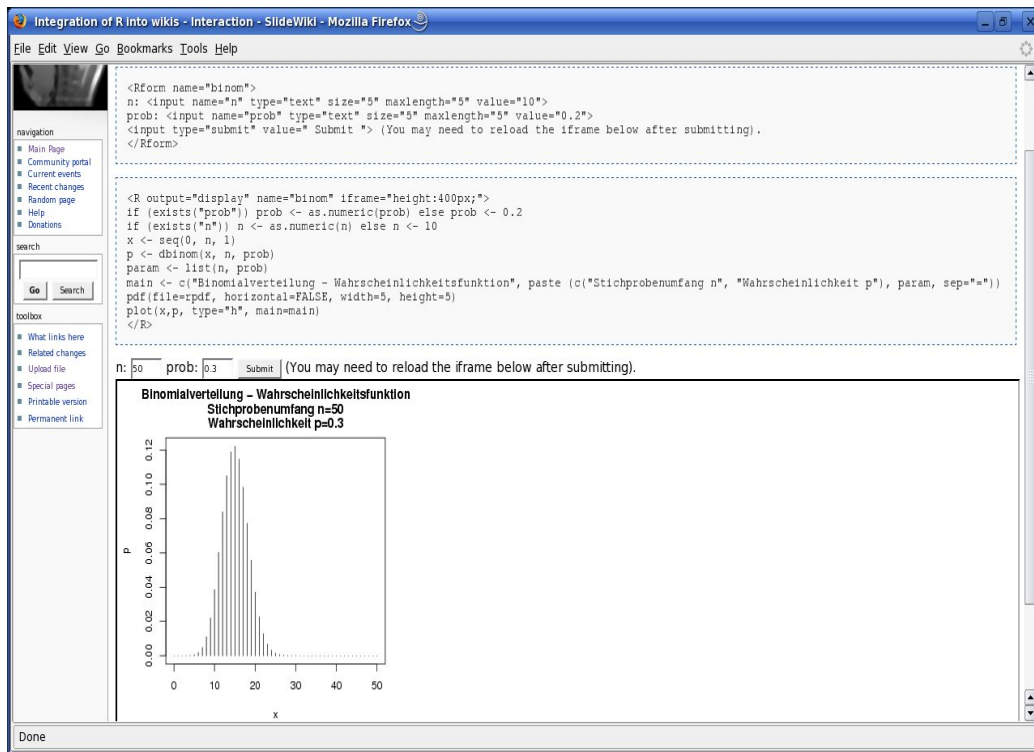 Integration of R into wikis - Interaction - SlideWiki - Mozilla Firefox
File Edit View Go Bookmarks Tools Help
navigation
Main Page
Community portal
Current events
Recent changes
Random page
Help
Donations
search
Go Search
toolbox
What links here
Related changes
Upload file
Special pages
Printable version
Permanent link
<Rform name="binom">
n: <input name="n" type="text" size="5" maxlength="5" value="10">
prob: <input name="prob" type="text" size="5" maxlength="5" value="0.2">
<input type="submit" value=" Submit "> (You may need to reload the iframe below after submitting).
</Rform>
<R output="display" name="binom" iframe="height:400px;">
if (exists("prob")) prob <- as.numeric(prob) else prob <- 0.2
if (exists("n")) n <- as.numeric(n) else n <- 10
x <- seq(0, n, 1)
p <- dbinom(x, n, prob)
param <- list(n, prob)
main <- c("Binomialverteilung - Wahrscheinlichkeitsfunktion", paste (c("Stichprobenumfang n", "Wahrscheinlichkeit p"), param, sep="="))
pdf(file=rpdf, horizontal=FALSE, width=5, height=5)
plot(x,p, type="h", main=main)
</R>
n: 50 prob: 0.3 Submit (You may need to reload the iframe below after submitting).
Binomialverteilung – Wahrscheinlichkeitsfunktion
Stichprobenumfang n=50
Wahrscheinlichkeit p=0.3
p
0.12
0.10
0.08
0.06
0.04
0.02
0.00
0 10 20 30 40 50
x
Done